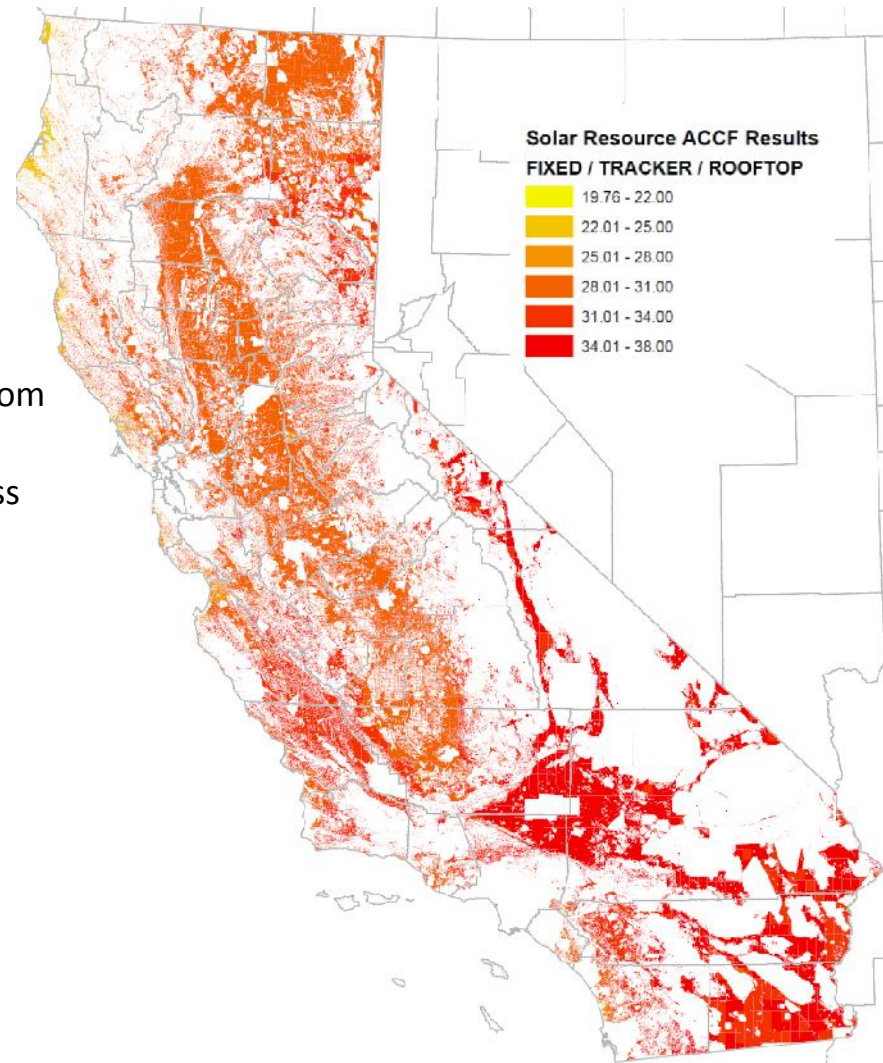 Solar Resource ACCF Results
FIXED / TRACKER / ROOFTOP
19.76 - 22.00
22.01 - 25.00
25.01 - 28.00
28.01 - 31.00
31.01 - 34.00
34.01 - 38.00
om
ss